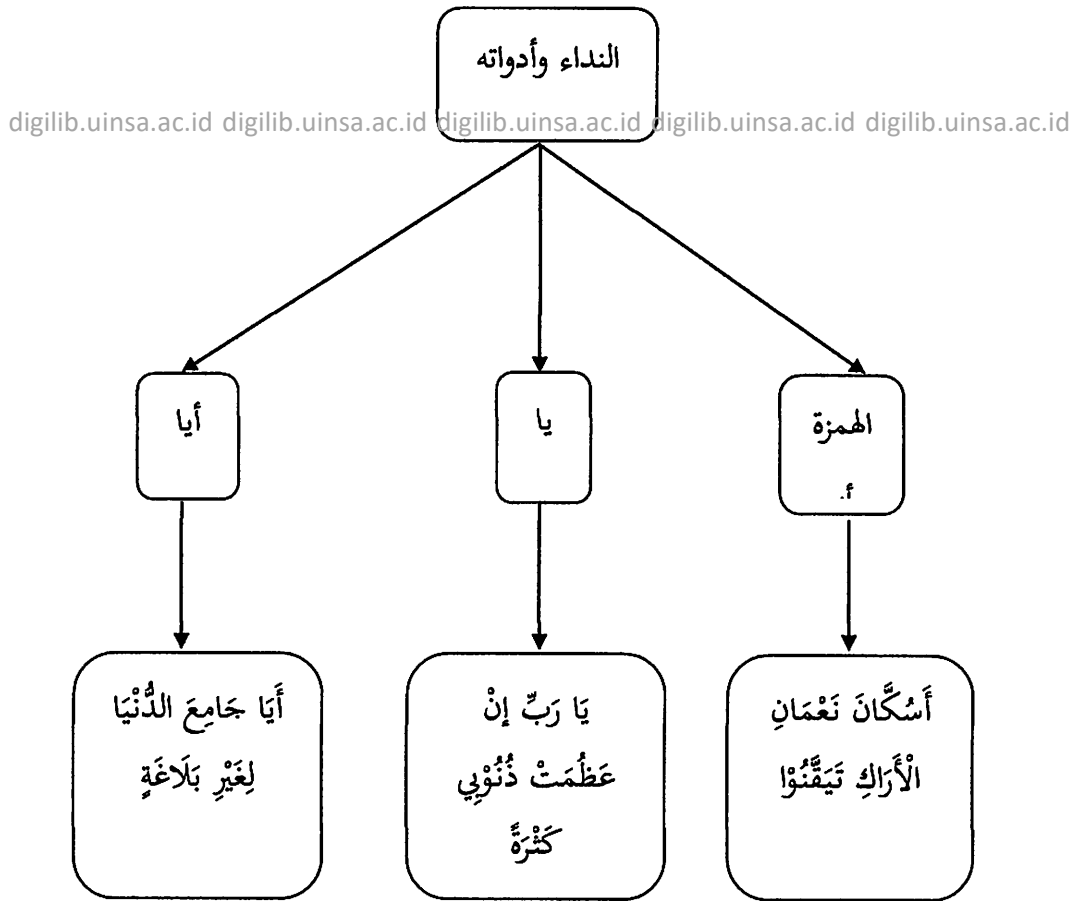 النداء وأدواته
digilib.uinsa.ac.id digilib.uinsa.ac.id digilib.uinsa.ac.id digilib.uinsa.ac.id digilib.uinsa.ac.id
الهمزة
أ
يا
أيا
أَسُكَّانَ نَعْمَانِ
الْأَرَاكِ تَيَقَّنُوْا
يَا رَبِّ إِنْ
عَظُمَتْ ذُنُوْبِي
كَثْرَةً
أَيَا جَامِعَ الدُّنْيَا
لِغَيْرِ بَلَاغَةٍ